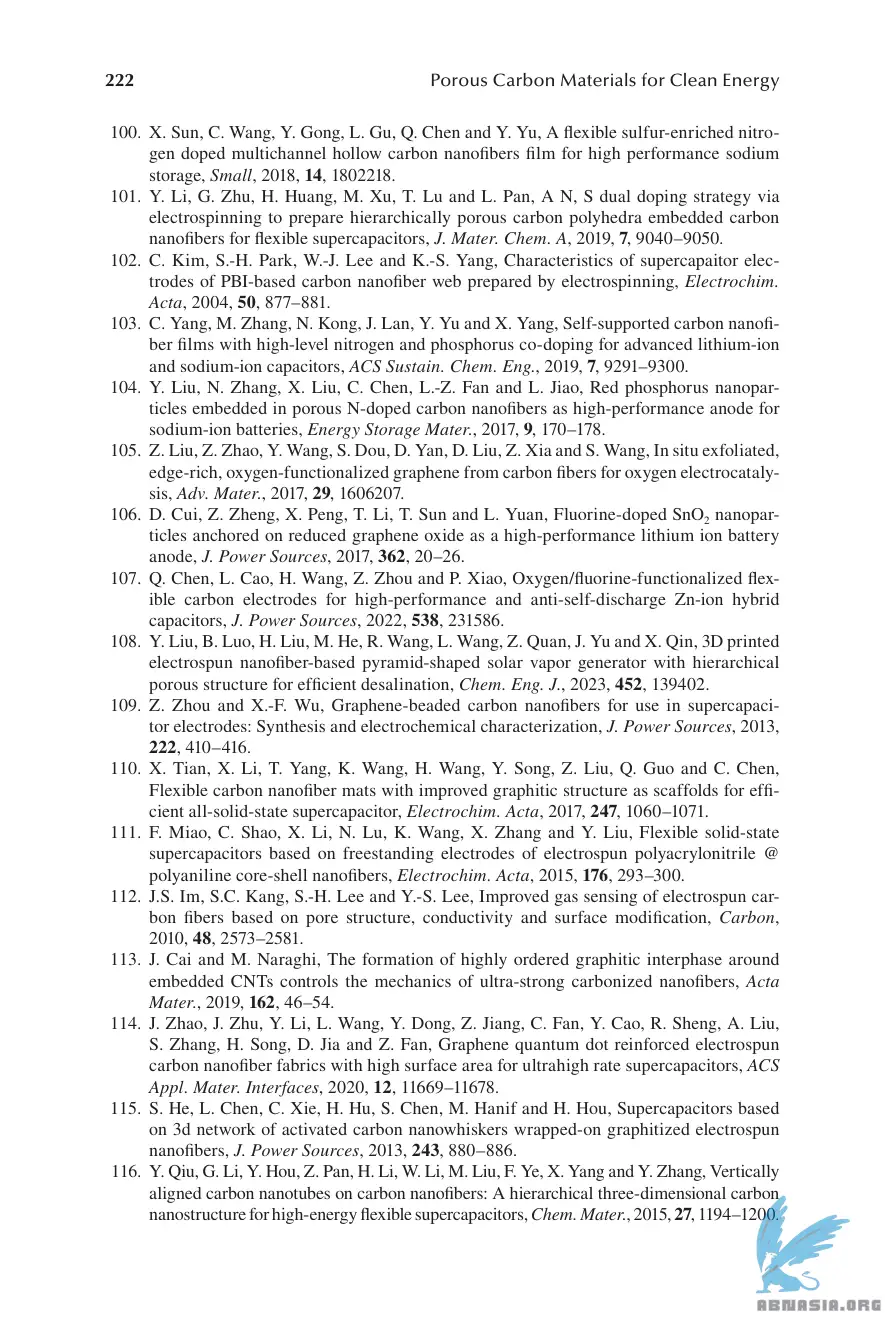 222 Porous Carbon Materials for Clean Energy
100. X. Sun, C. Wang, Y. Gong, L. Gu, Q. Chen and Y. Yu, A flexible sulfur-enriched nitro-
gen doped multichannel hollow carbon nanofibers film for high performance sodium
storage, Small, 2018, 14, 1802218.
101. Y. Li, G. Zhu, H. Huang, M. Xu, T. Lu and L. Pan, A N, S dual doping strategy via
electrospinning to prepare hierarchically porous carbon polyhedra embedded carbon
nanofibers for flexible supercapacitors, J. Mater. Chem. A, 2019, 7, 9040–9050.
102. C. Kim, S.-H. Park, W.-J. Lee and K.-S. Yang, Characteristics of supercapaitor elec-
trodes of PBI-based carbon nanofiber web prepared by electrospinning, Electrochim.
Acta, 2004, 50, 877–881.
103. C. Yang, M. Zhang, N. Kong, J. Lan, Y. Yu and X. Yang, Self-supported carbon nanofi-
ber films with high-level nitrogen and phosphorus co-doping for advanced lithium-ion
and sodium-ion capacitors, ACS Sustain. Chem. Eng., 2019, 7, 9291–9300.
104. Y. Liu, N. Zhang, X. Liu, C. Chen, L.-Z. Fan and L. Jiao, Red phosphorus nanopar-
ticles embedded in porous N-doped carbon nanofibers as high-performance anode for
sodium-ion batteries, Energy Storage Mater., 2017, 9, 170–178.
105. Z. Liu, Z. Zhao, Y. Wang, S. Dou, D. Yan, D. Liu, Z. Xia and S. Wang, In situ exfoliated,
edge-rich, oxygen-functionalized graphene from carbon fibers for oxygen electrocataly-
sis, Adv. Mater., 2017, 29, 1606207.
106. D. Cui, Z. Zheng, X. Peng, T. Li, T. Sun and L. Yuan, Fluorine-doped SnO₂ nanopar-
ticles anchored on reduced graphene oxide as a high-performance lithium ion battery
anode, J. Power Sources, 2017, 362, 20–26.
107. Q. Chen, L. Cao, H. Wang, Z. Zhou and P. Xiao, Oxygen/fluorine-functionalized flex-
ible carbon electrodes for high-performance and anti-self-discharge Zn-ion hybrid
capacitors, J. Power Sources, 2022, 538, 231586.
108. Y. Liu, B. Luo, H. Liu, M. He, R. Wang, L. Wang, Z. Quan, J. Yu and X. Qin, 3D printed
electrospun nanofiber-based pyramid-shaped solar vapor generator with hierarchical
porous structure for efficient desalination, Chem. Eng. J., 2023, 452, 139402.
109. Z. Zhou and X.-F. Wu, Graphene-beaded carbon nanofibers for use in supercapaci-
tor electrodes: Synthesis and electrochemical characterization, J. Power Sources, 2013,
222, 410–416.
110. X. Tian, X. Li, T. Yang, K. Wang, H. Wang, Y. Song, Z. Liu, Q. Guo and C. Chen,
Flexible carbon nanofiber mats with improved graphitic structure as scaffolds for effi-
cient all-solid-state supercapacitor, Electrochim. Acta, 2017, 247, 1060–1071.
111. F. Miao, C. Shao, X. Li, N. Lu, K. Wang, X. Zhang and Y. Liu, Flexible solid-state
supercapacitors based on freestanding electrodes of electrospun polyacrylonitrile @
polyaniline core-shell nanofibers, Electrochim. Acta, 2015, 176, 293–300.
112. J.S. Im, S.C. Kang, S.-H. Lee and Y.-S. Lee, Improved gas sensing of electrospun car-
bon fibers based on pore structure, conductivity and surface modification, Carbon,
2010, 48, 2573–2581.
113. J. Cai and M. Naraghi, The formation of highly ordered graphitic interphase around
embedded CNTs controls the mechanics of ultra-strong carbonized nanofibers, Acta
Mater., 2019, 162, 46–54.
114. J. Zhao, J. Zhu, Y. Li, L. Wang, Y. Dong, Z. Jiang, C. Fan, Y. Cao, R. Sheng, A. Liu,
S. Zhang, H. Song, D. Jia and Z. Fan, Graphene quantum dot reinforced electrospun
carbon nanofiber fabrics with high surface area for ultrahigh rate supercapacitors, ACS
Appl. Mater. Interfaces, 2020, 12, 11669–11678.
115. S. He, L. Chen, C. Xie, H. Hu, S. Chen, M. Hanif and H. Hou, Supercapacitors based
on 3d network of activated carbon nanowhiskers wrapped-on graphitized electrospun
nanofibers, J. Power Sources, 2013, 243, 880–886.
116. Y. Qiu, G. Li, Y. Hou, Z. Pan, H. Li, W. Li, M. Liu, F. Ye, X. Yang and Y. Zhang, Vertically
aligned carbon nanotubes on carbon nanofibers: A hierarchical three-dimensional carbon
nanostructure for high-energy flexible supercapacitors, Chem. Mater., 2015, 27, 1194–1200.
ABNASIA.ORG